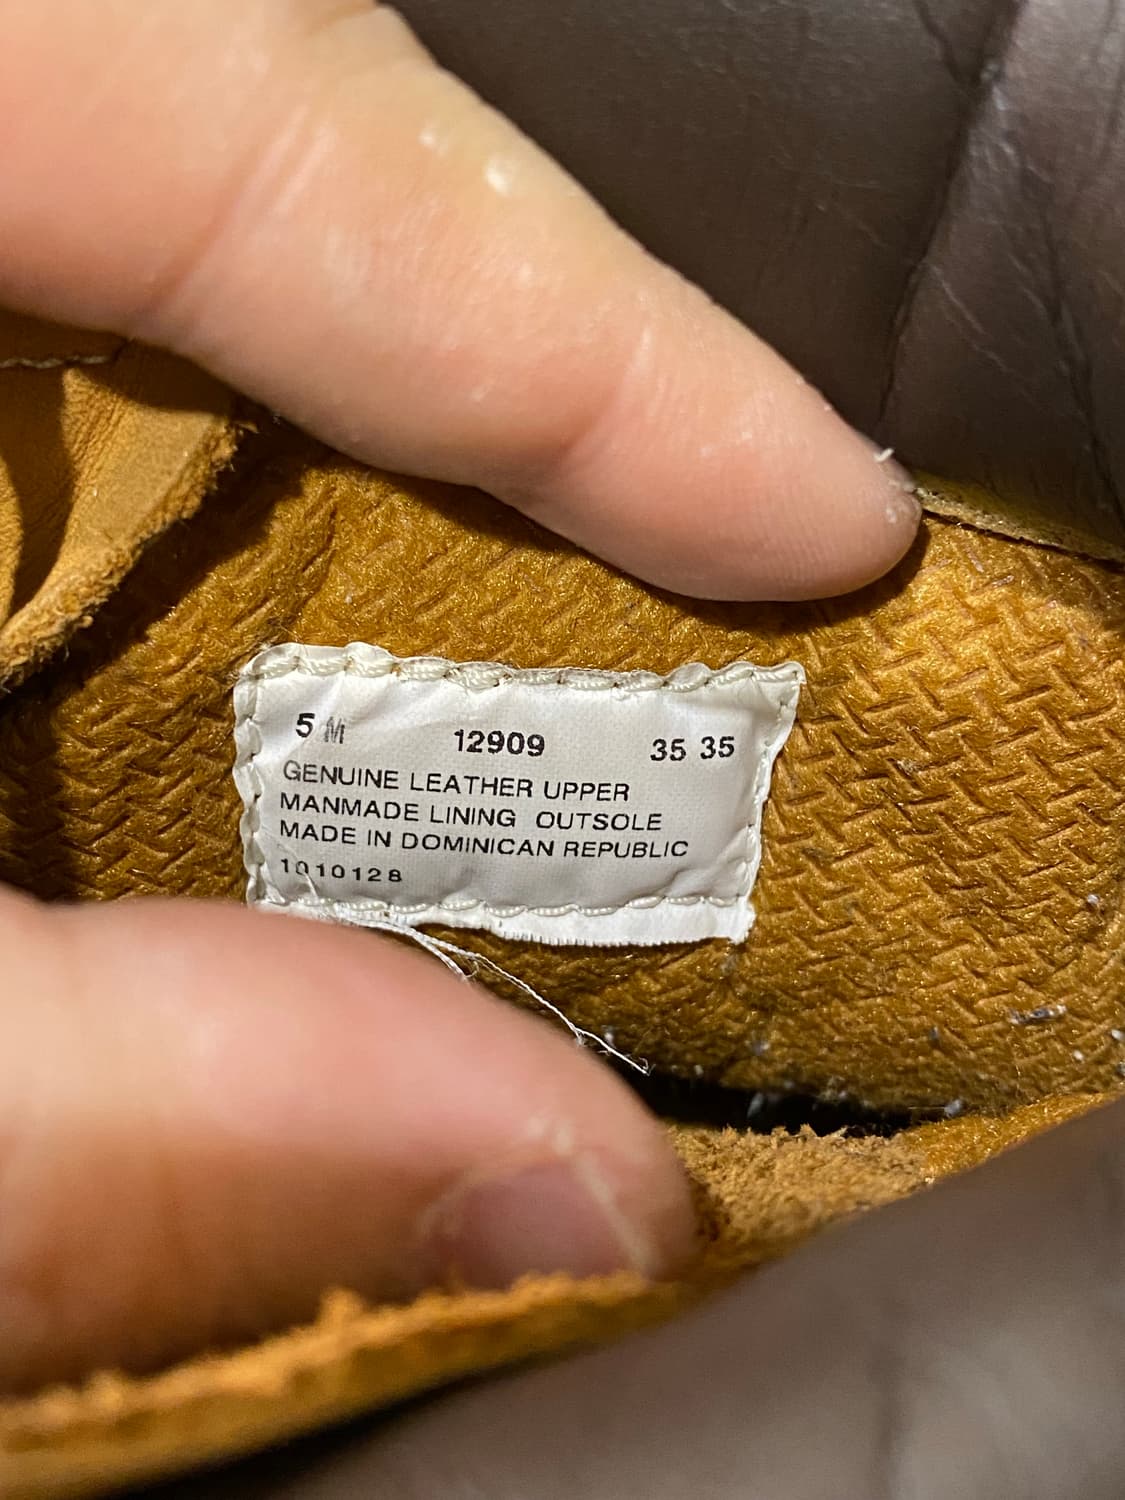 5 M 12909 35 35
GENUINE LEATHER UPPER
MANMADE LINING OUTSOLE
MADE IN DOMINICAN REPUBLIC
1010128